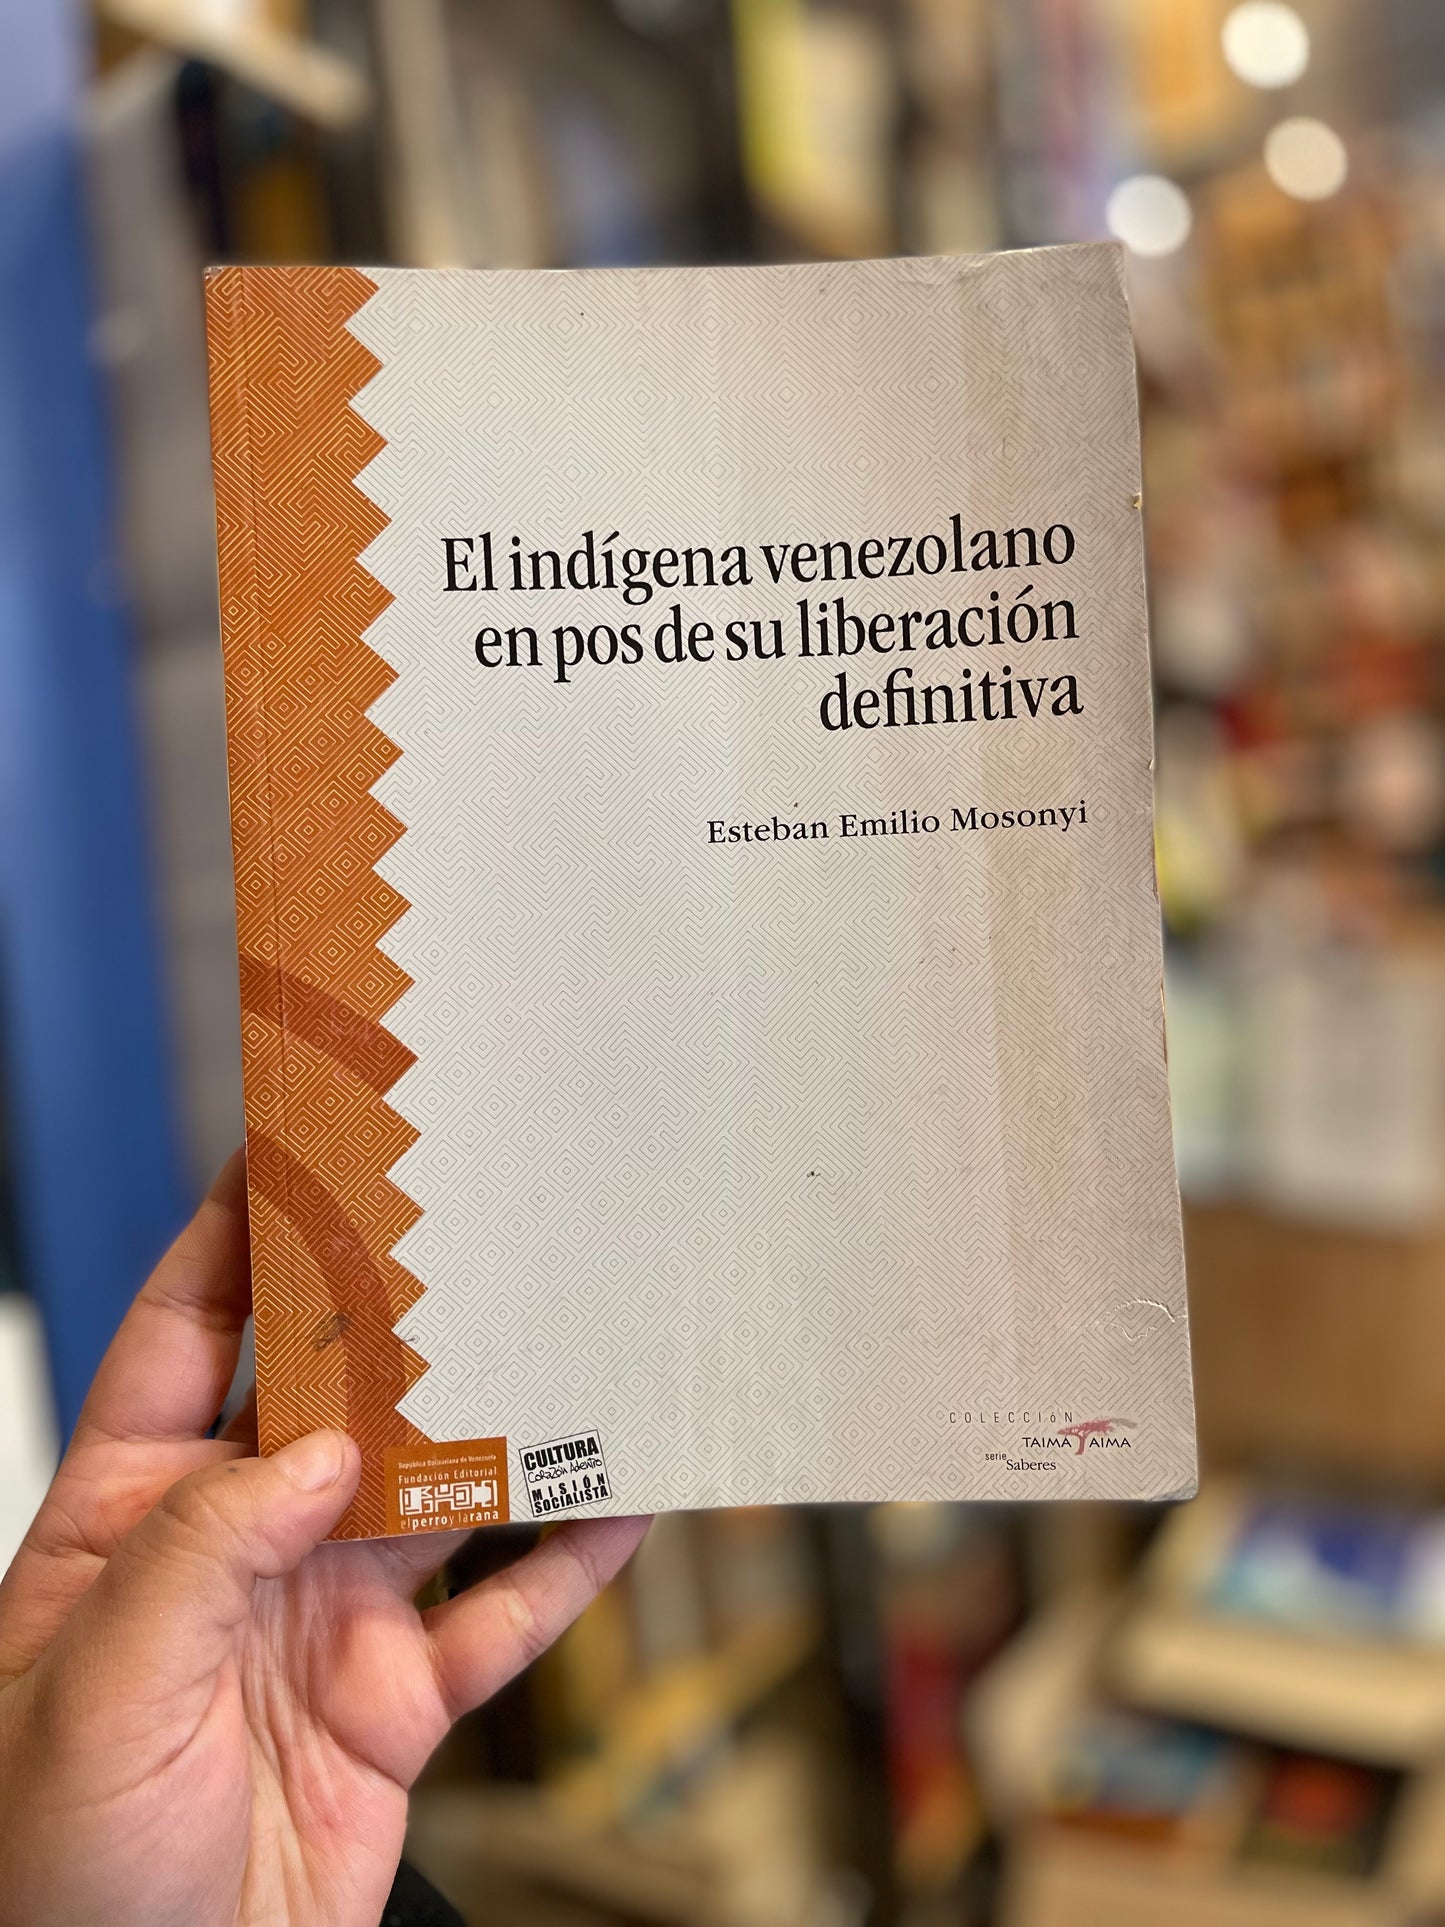 El indígena venezolano
en pos de su liberación
definitiva
Esteban Emilio Mosonyi
COLECCIóN
TAIMA TAIMA
serie Saberes
República Bolivariana de Venezuela
Fundación Editorial
el perro y la rana
CULTURA
CORAZÓN ADENTRO
MISIÓN
SOCIALISTA